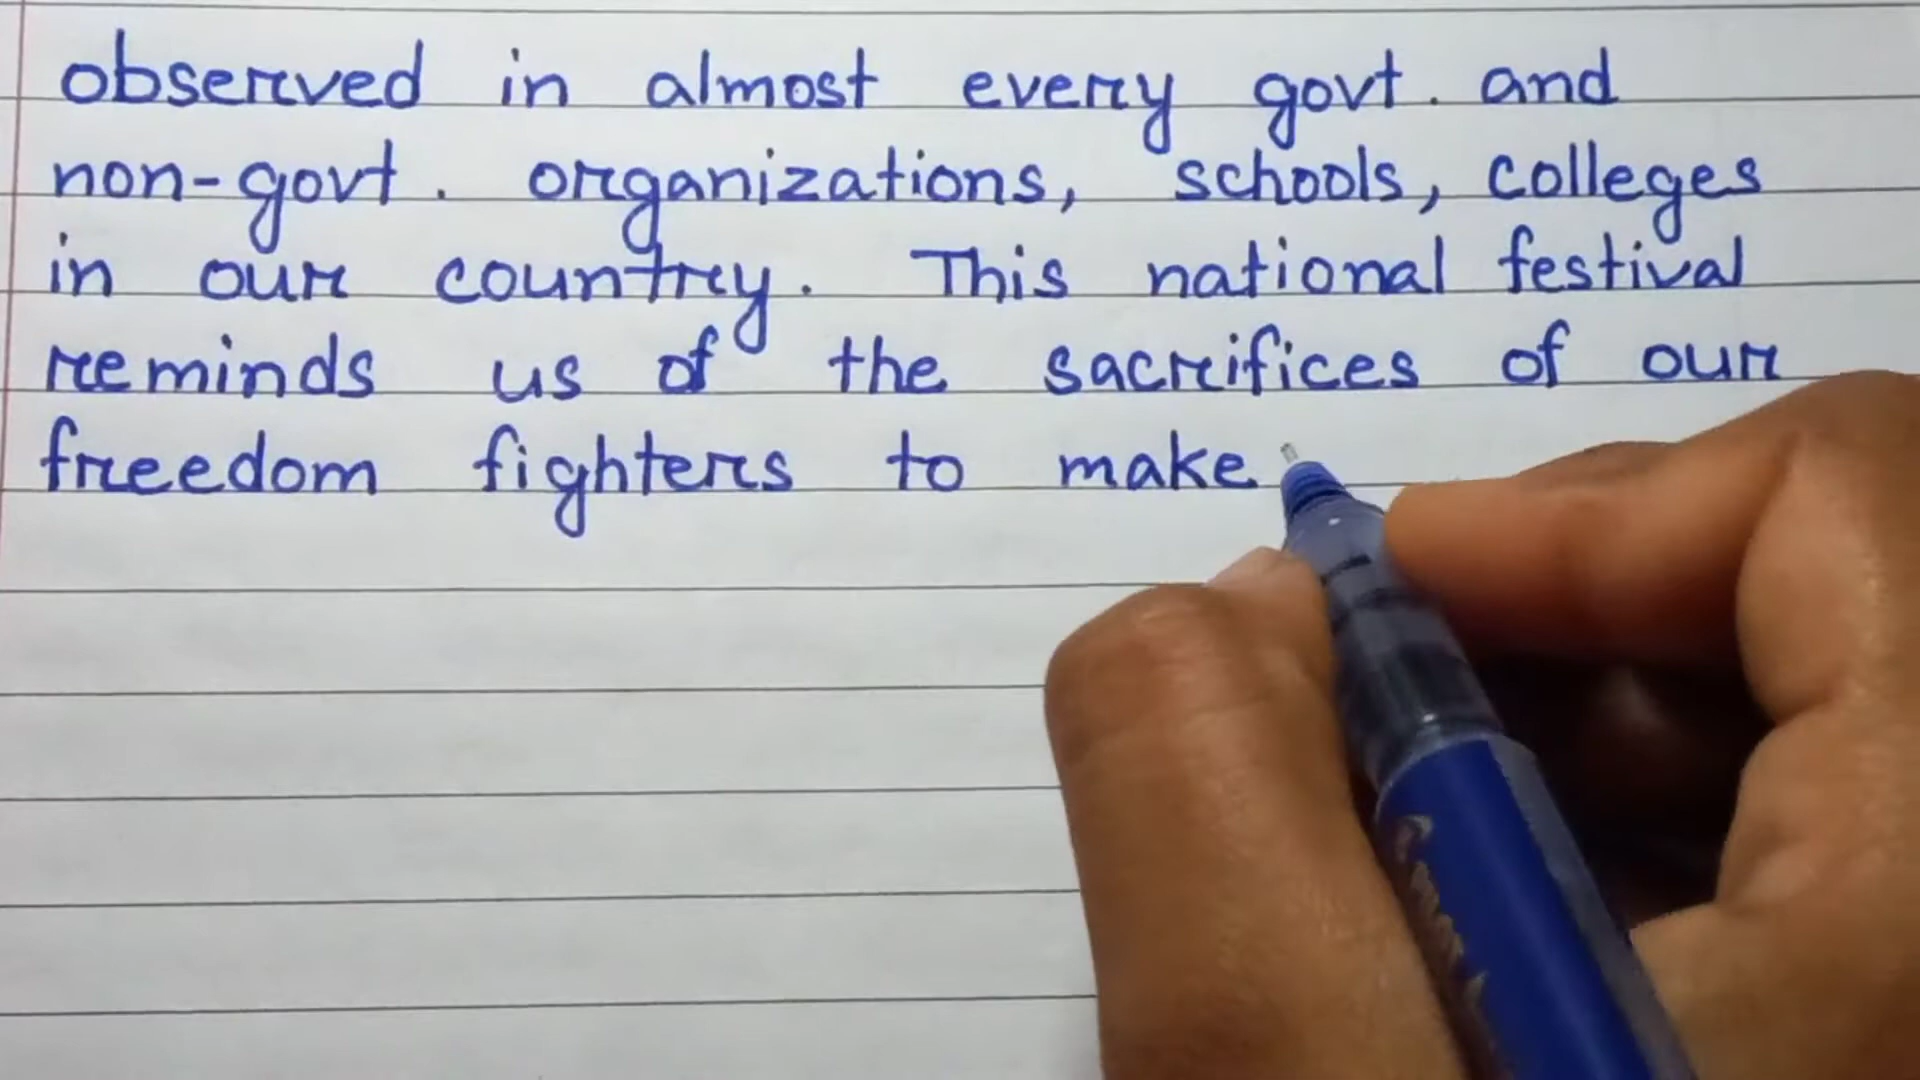 observed in almost every govt. and
non-govt. organizations, schools, colleges
in our country. This national festival
reminds us of the sacrifices of our
freedom fighters to make